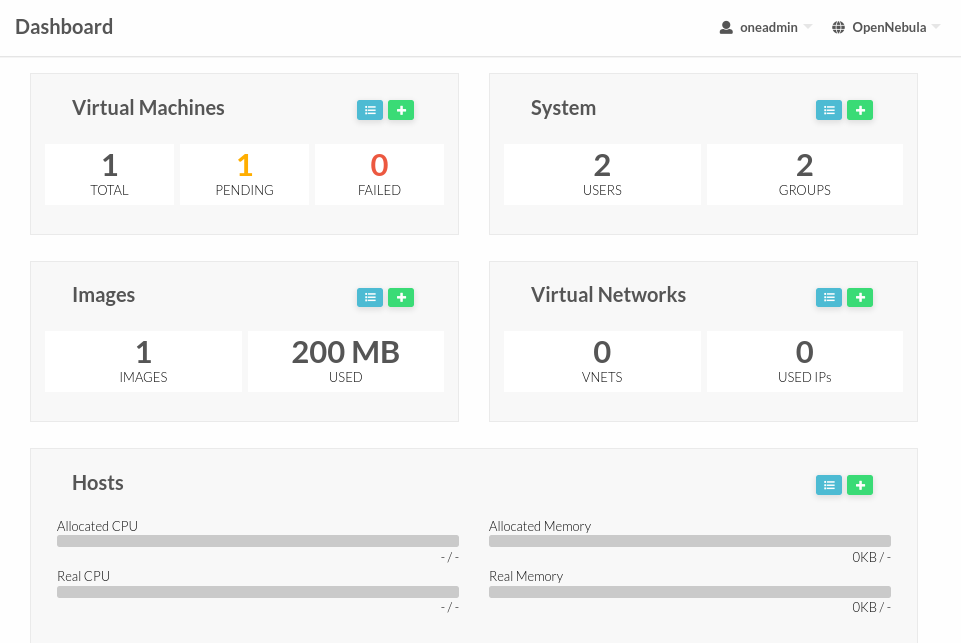 Dashboard
oneadmin
OpenNebula
Virtual Machines
1
TOTAL
1
PENDING
0
FAILED
System
2
USERS
2
GROUPS
Images
1
IMAGES
200 MB
USED
Virtual Networks
0
VNETS
0
USED IPs
Hosts
Allocated CPU
- / -
Real CPU
- / -
Allocated Memory
0KB / -
Real Memory
0KB / -